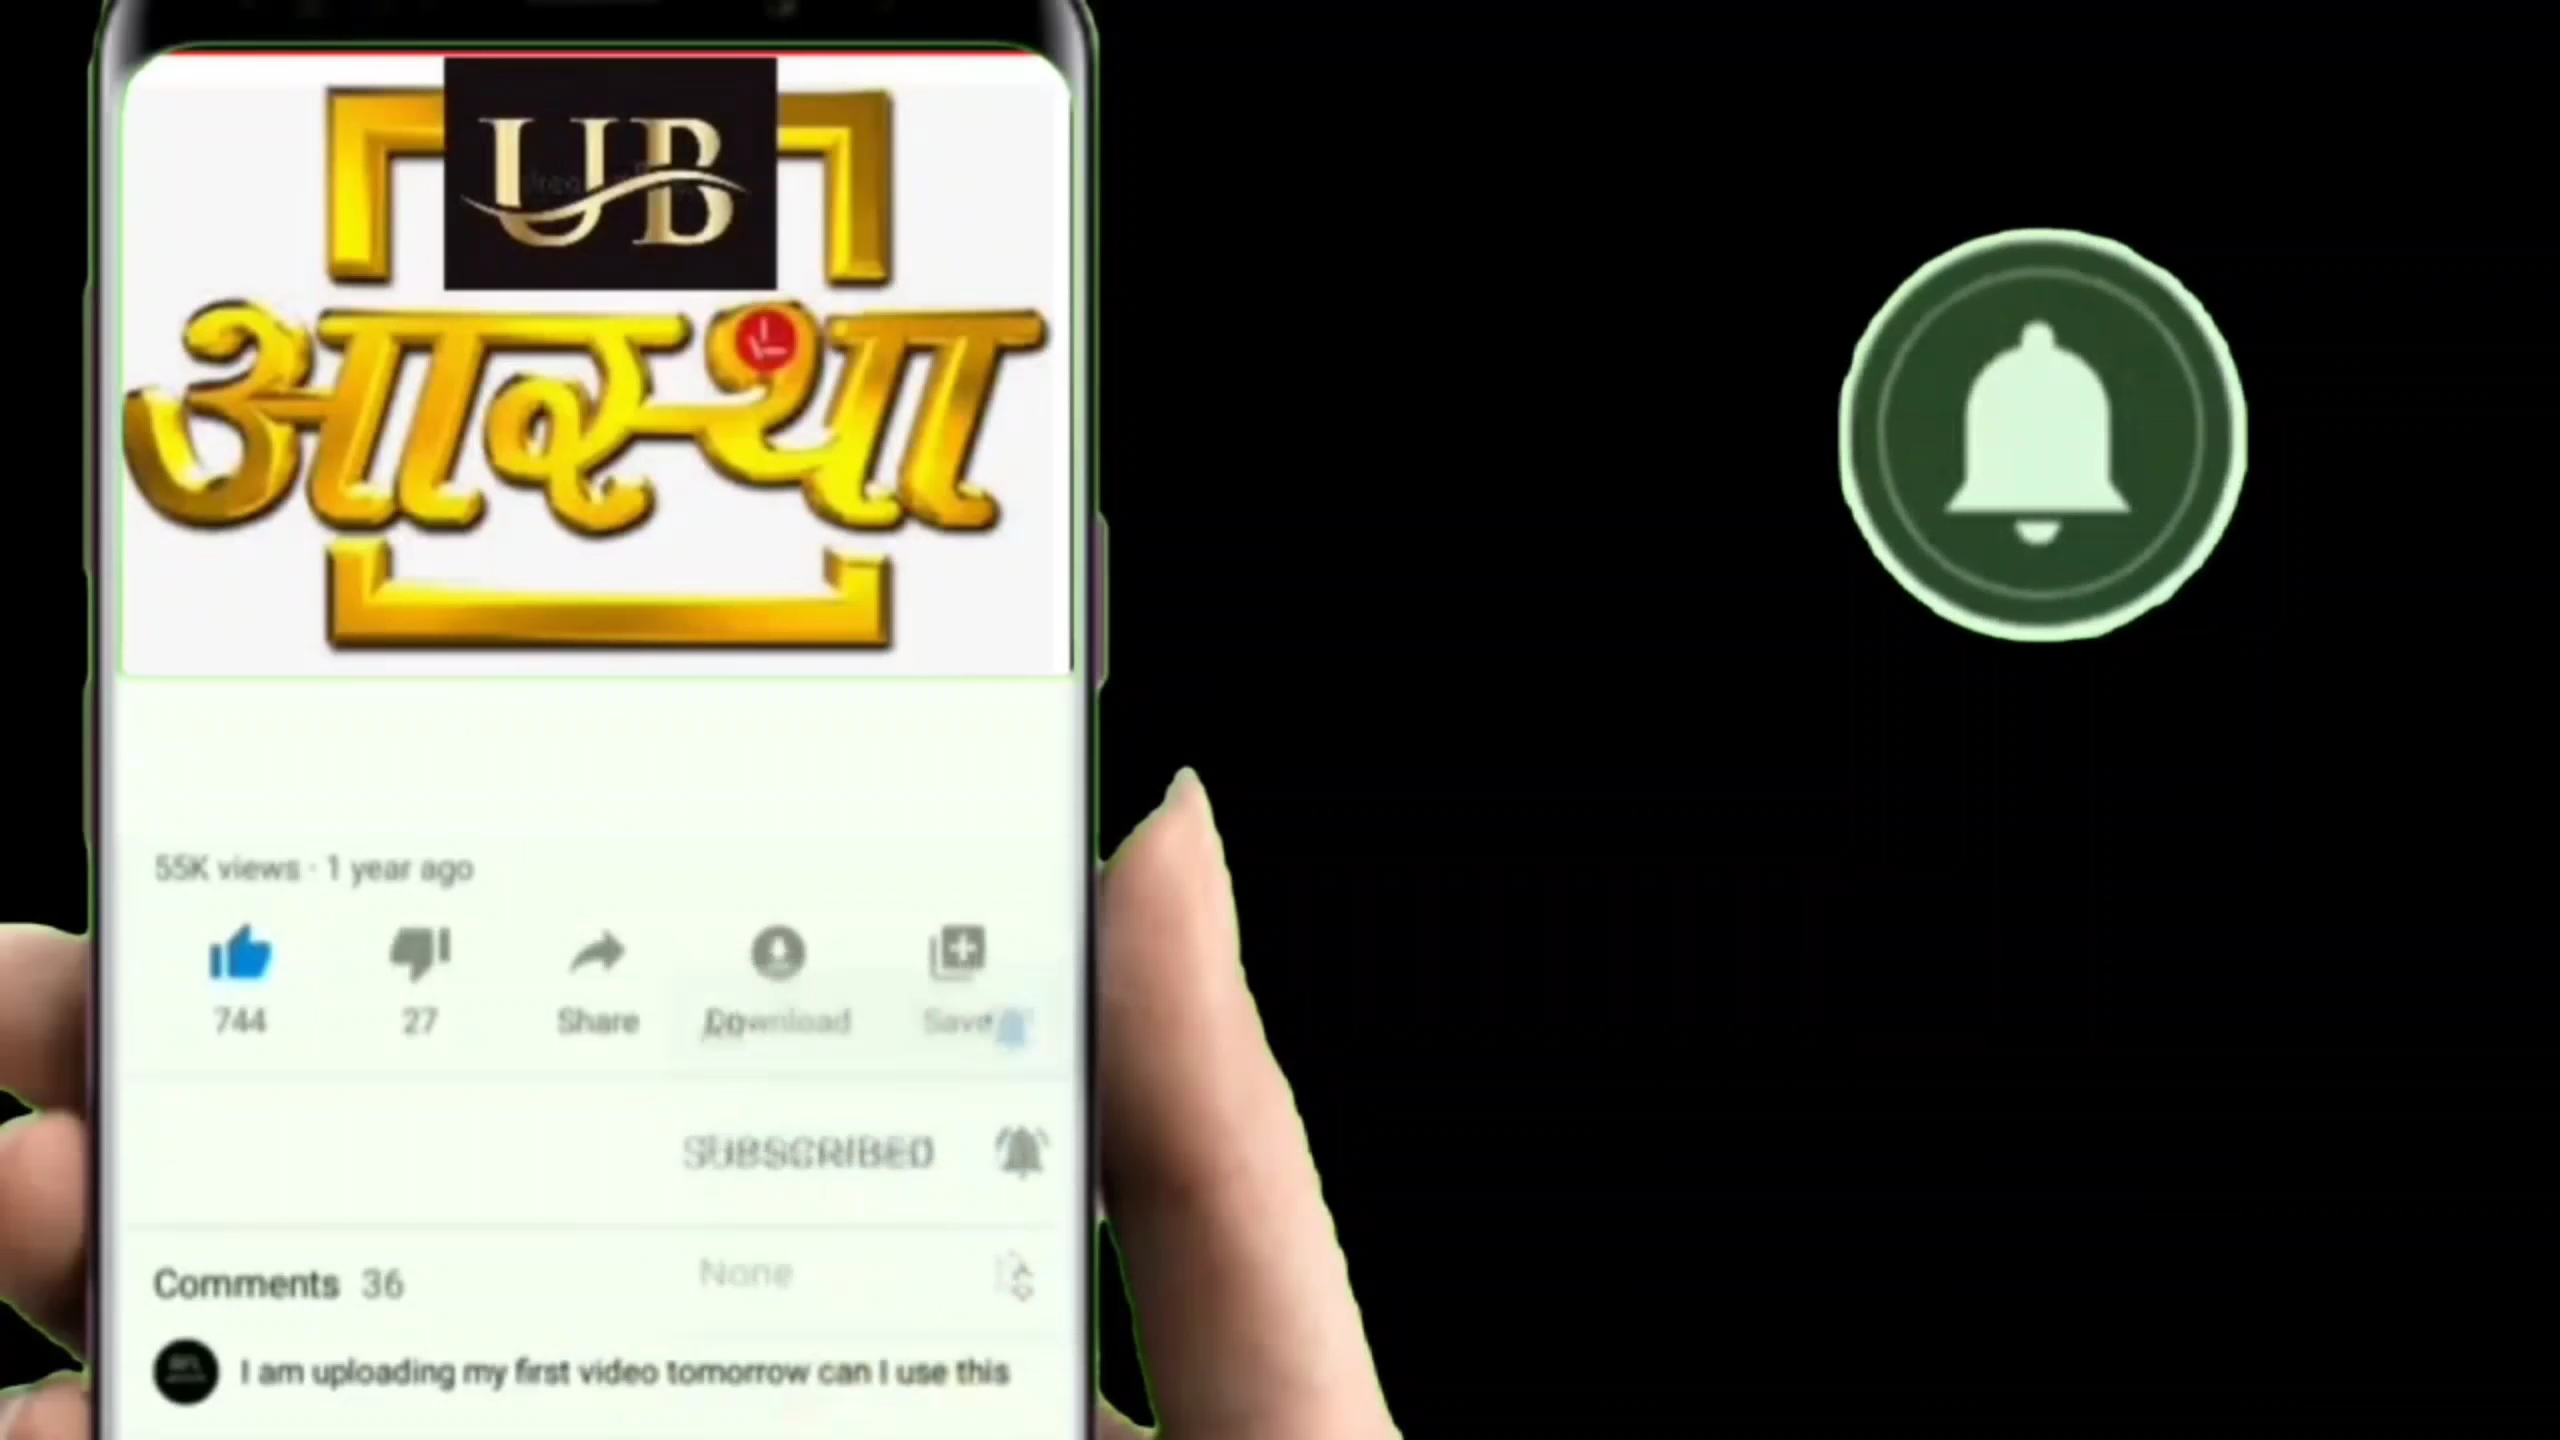 UB
आस्था
55K views · 1 year ago
744 27 Share Download Save
SUBSCRIBED
None
Comments 36
I am uploading my first video tomorrow can I use this